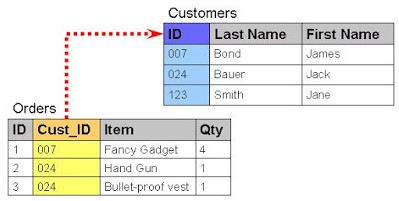 Customers
ID Last Name First Name
007 Bond James
024 Bauer Jack
123 Smith Jane
Orders
ID Cust_ID Item Qty
1 007 Fancy Gadget 4
2 024 Hand Gun 1
3 024 Bullet-proof vest 1